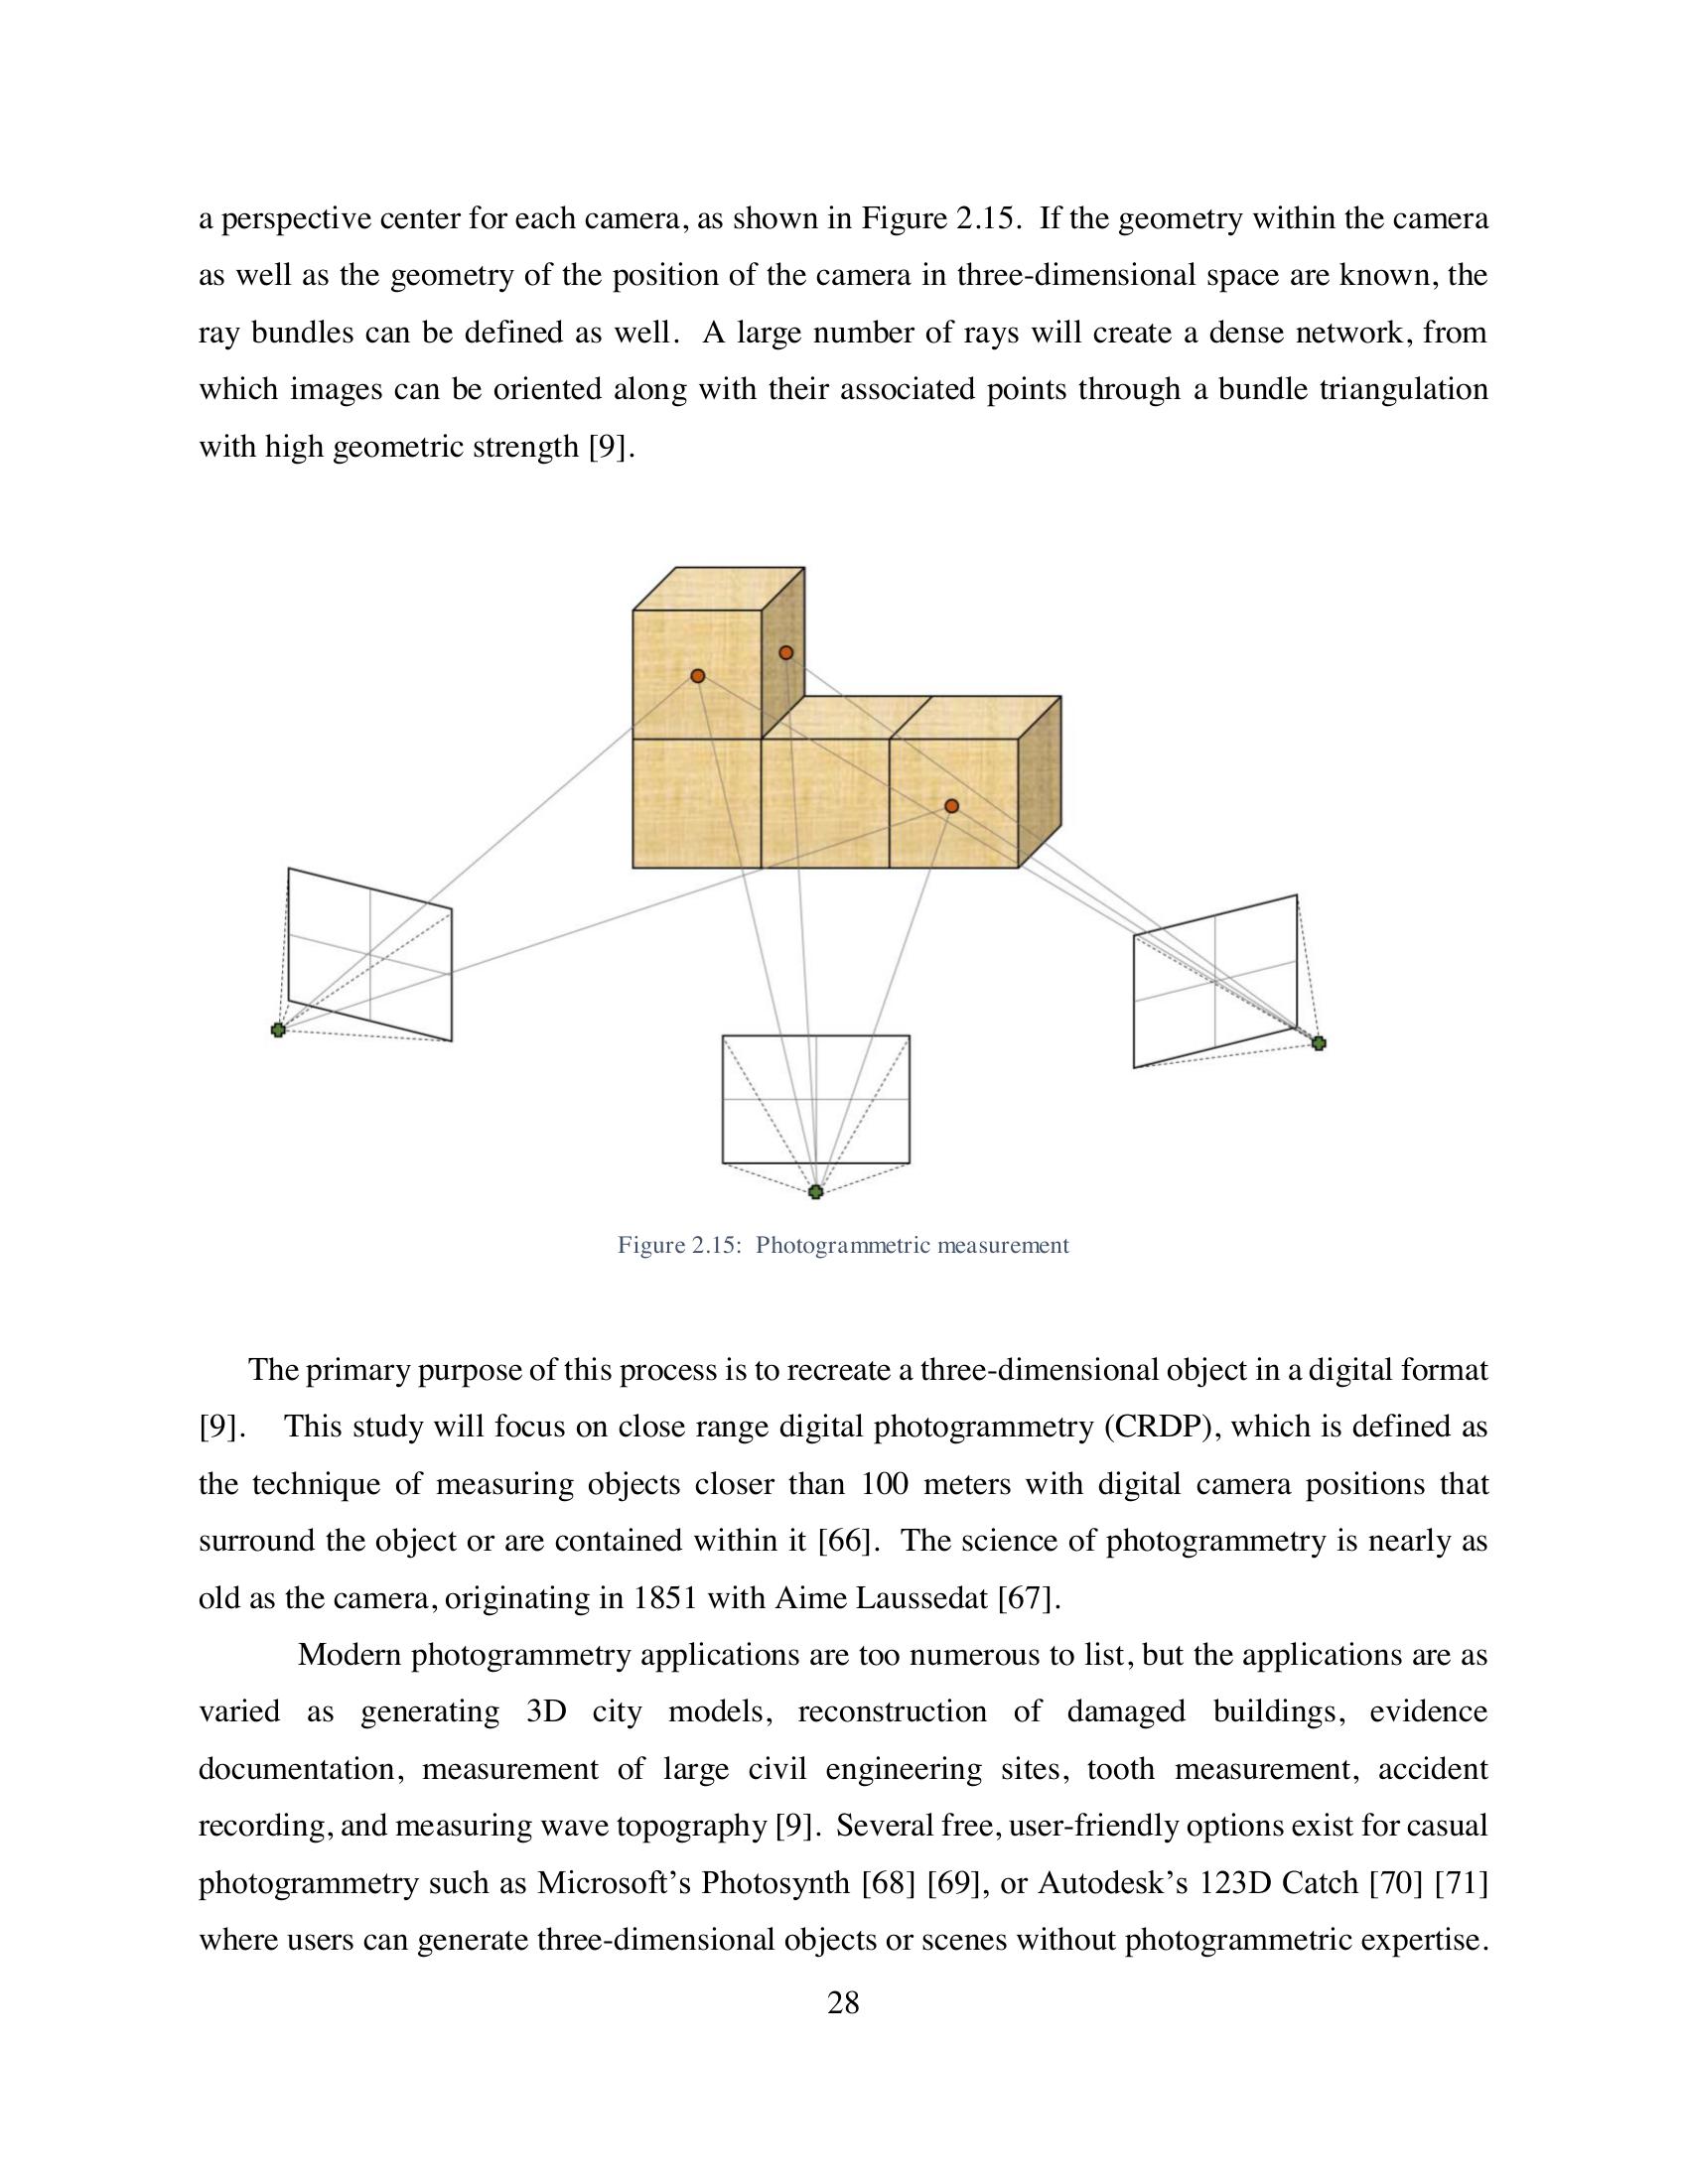 a perspective center for each camera, as shown in Figure 2.15.  If the geometry within the camera
as well as the geometry of the position of the camera in three-dimensional space are known, the
ray bundles can be defined as well.  A large number of rays will create a dense network, from
which images can be oriented along with their associated points through a bundle triangulation
with high geometric strength [9].
Figure 2.15:  Photogrammetric measurement
The primary purpose of this process is to recreate a three-dimensional object in a digital format
[9].  This study will focus on close range digital photogrammetry (CRDP), which is defined as
the technique of measuring objects closer than 100 meters with digital camera positions that
surround the object or are contained within it [66].  The science of photogrammetry is nearly as
old as the camera, originating in 1851 with Aime Laussedat [67].
Modern photogrammetry applications are too numerous to list, but the applications are as
varied as generating 3D city models, reconstruction of damaged buildings, evidence
documentation, measurement of large civil engineering sites, tooth measurement, accident
recording, and measuring wave topography [9].  Several free, user-friendly options exist for casual
photogrammetry such as Microsoft’s Photosynth [68] [69], or Autodesk’s 123D Catch [70] [71]
where users can generate three-dimensional objects or scenes without photogrammetric expertise.
28